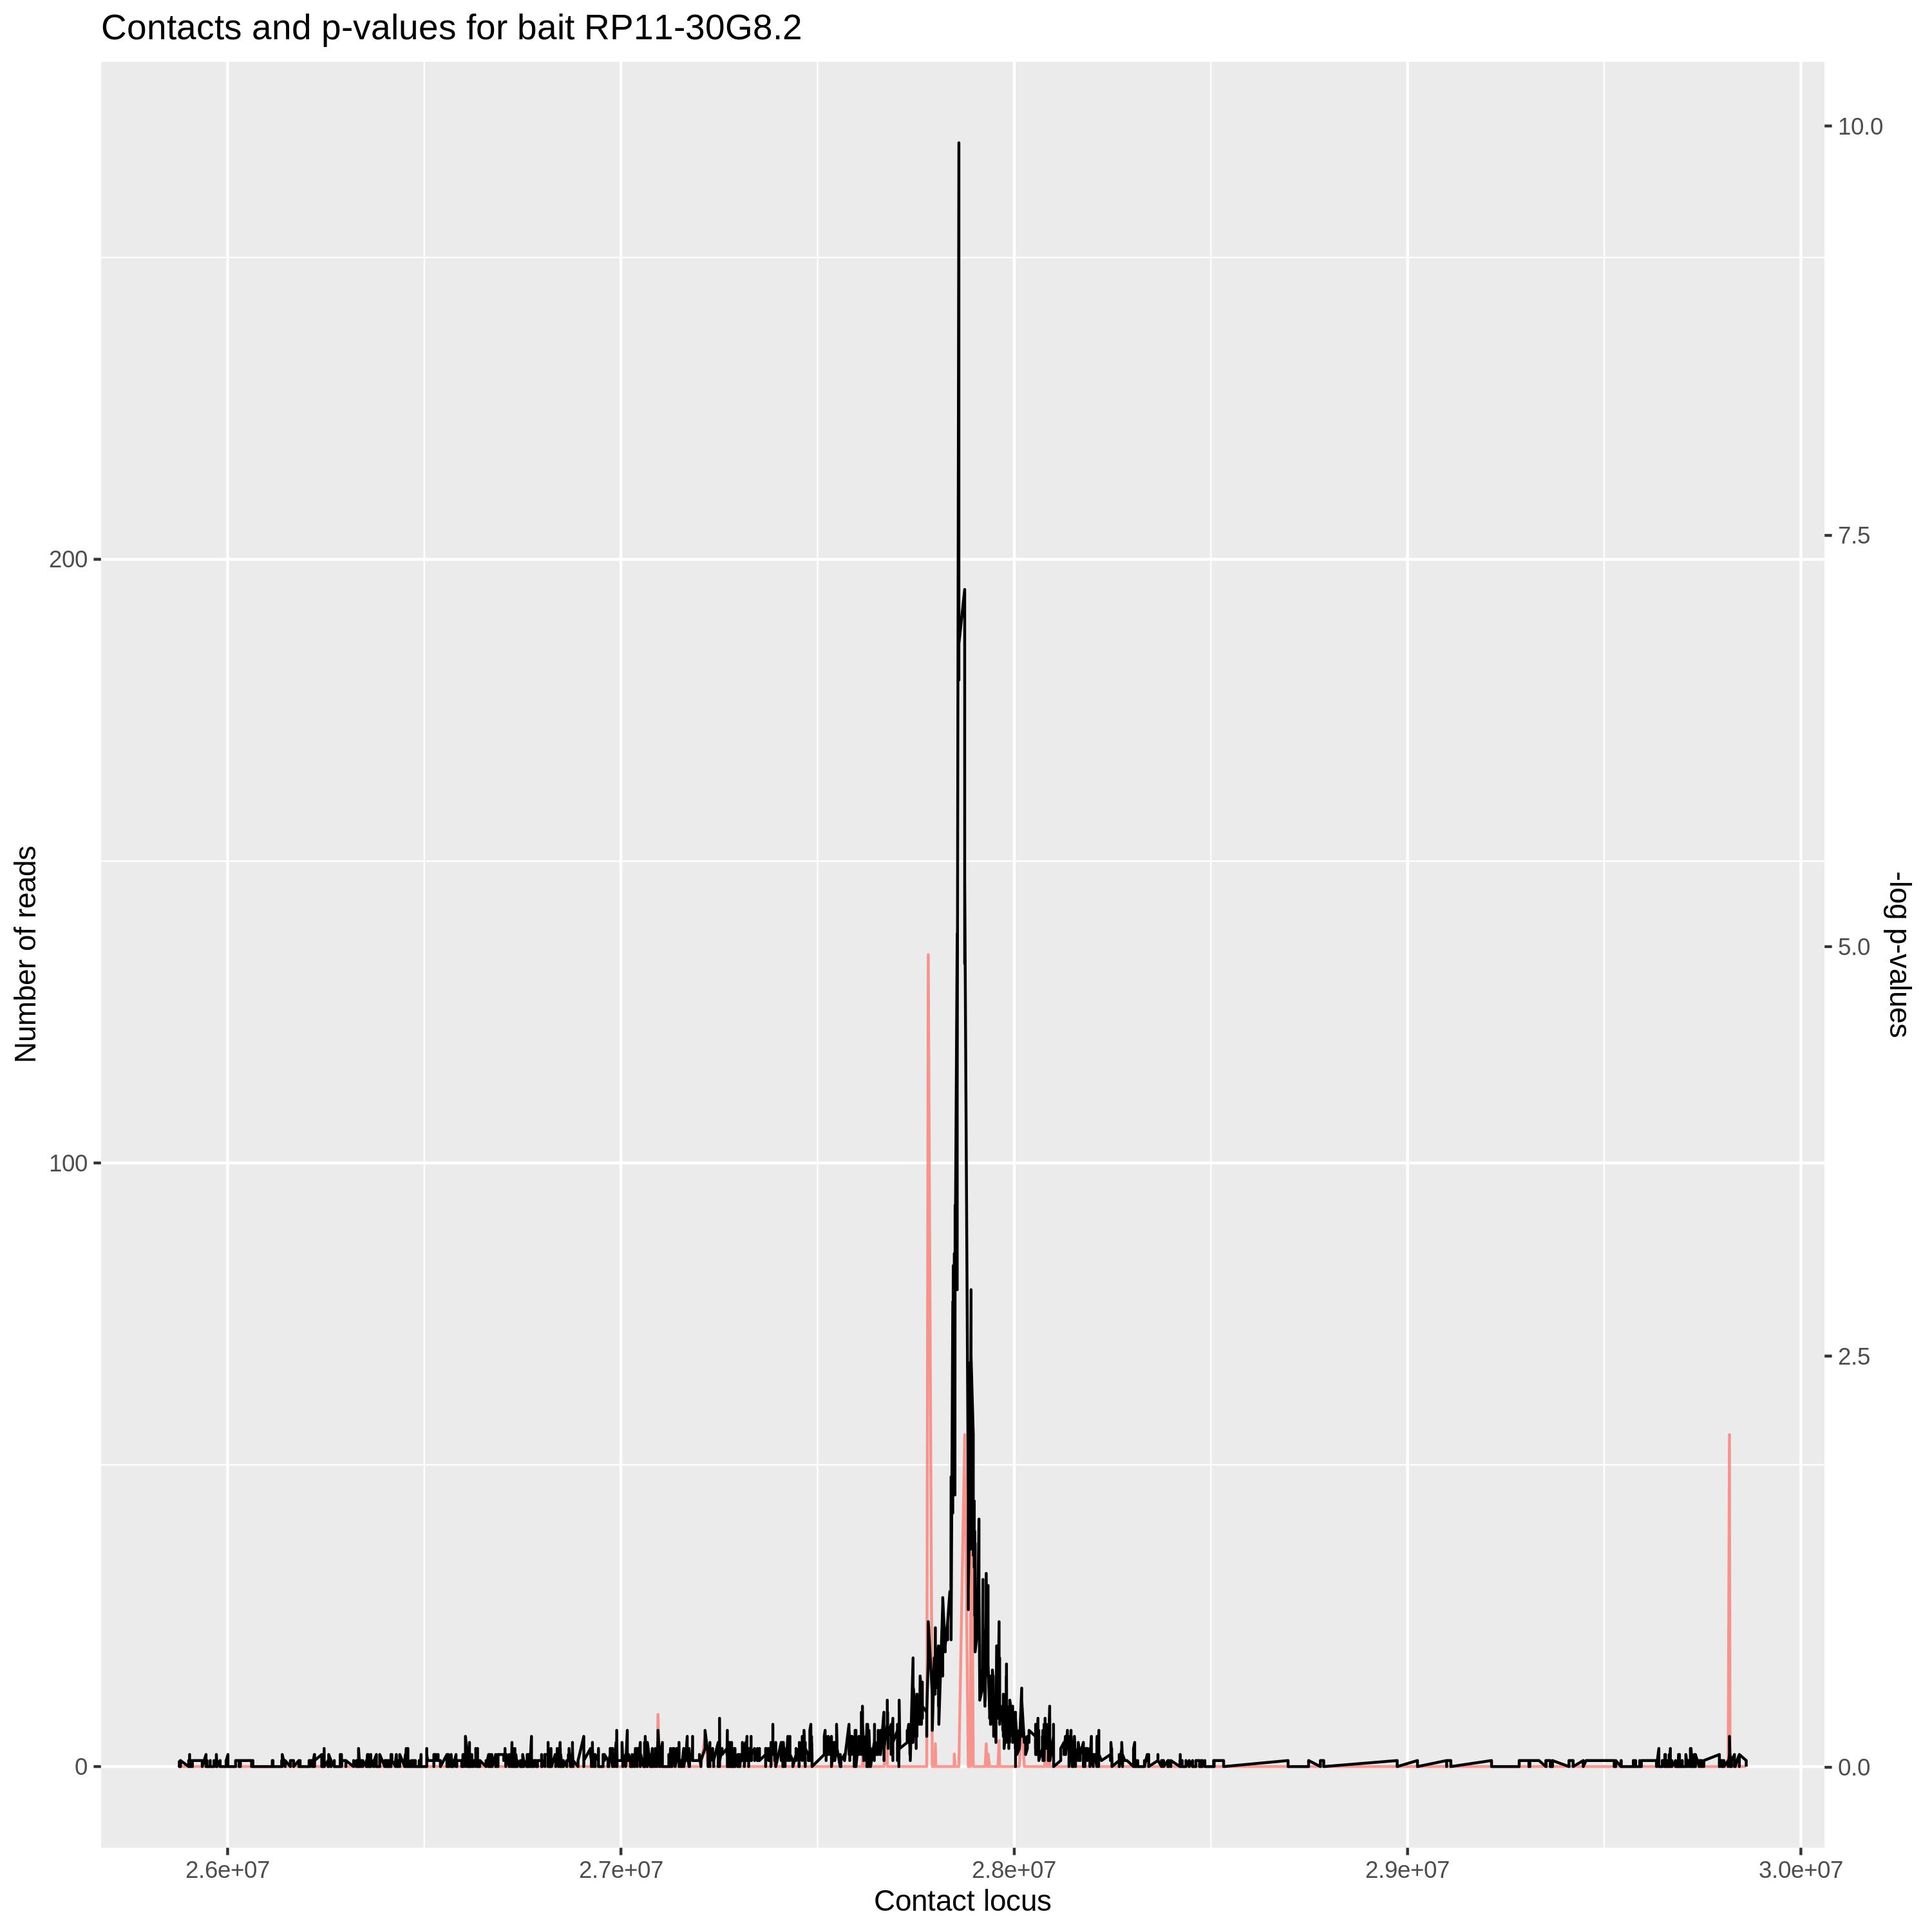 Contacts and p-values for bait RP11-30G8.2
Number of reads
200
100
0
10.0
7.5
5.0
2.5
0.0
-log p-values
2.6e+07 2.7e+07 2.8e+07 2.9e+07 3.0e+07
Contact locus